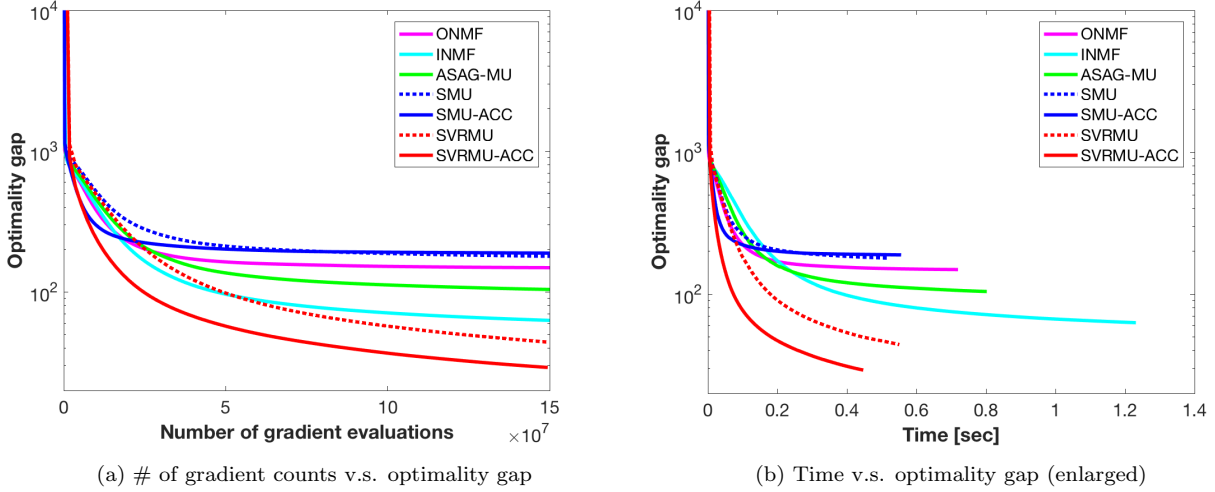 10^4
10^3
10^2
Optimality gap
ONMF
INMF
ASAG-MU
SMU
SMU-ACC
SVRMU
SVRMU-ACC
0 5 10 15
×10^7
Number of gradient evaluations
(a) # of gradient counts v.s. optimality gap
10^4
10^3
10^2
Optimality gap
ONMF
INMF
ASAG-MU
SMU
SMU-ACC
SVRMU
SVRMU-ACC
0 0.2 0.4 0.6 0.8 1 1.2 1.4
Time [sec]
(b) Time v.s. optimality gap (enlarged)